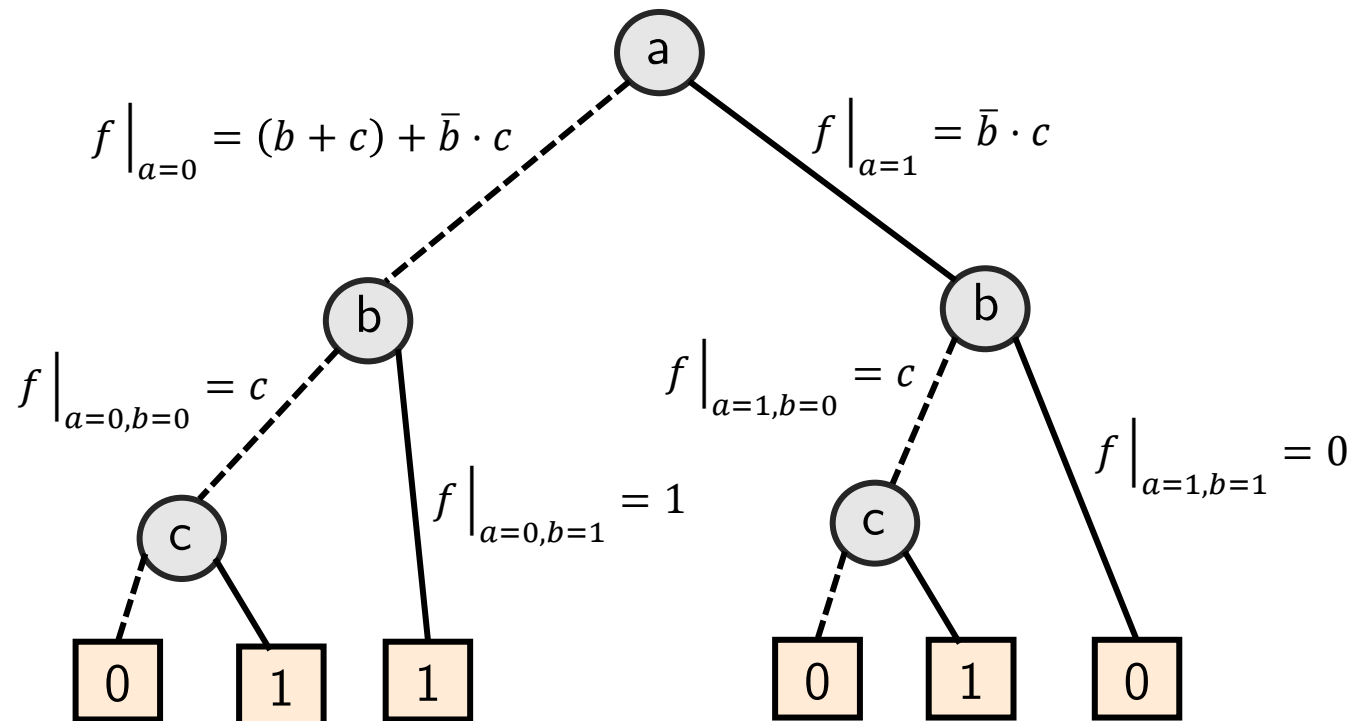 a
f|a=0 = (b + c) + b̄ · c
f|a=1 = b̄ · c
b
b
f|a=0,b=0 = c
f|a=1,b=0 = c
f|a=1,b=1 = 0
f|a=0,b=1 = 1
c
c
0
1
1
0
1
0